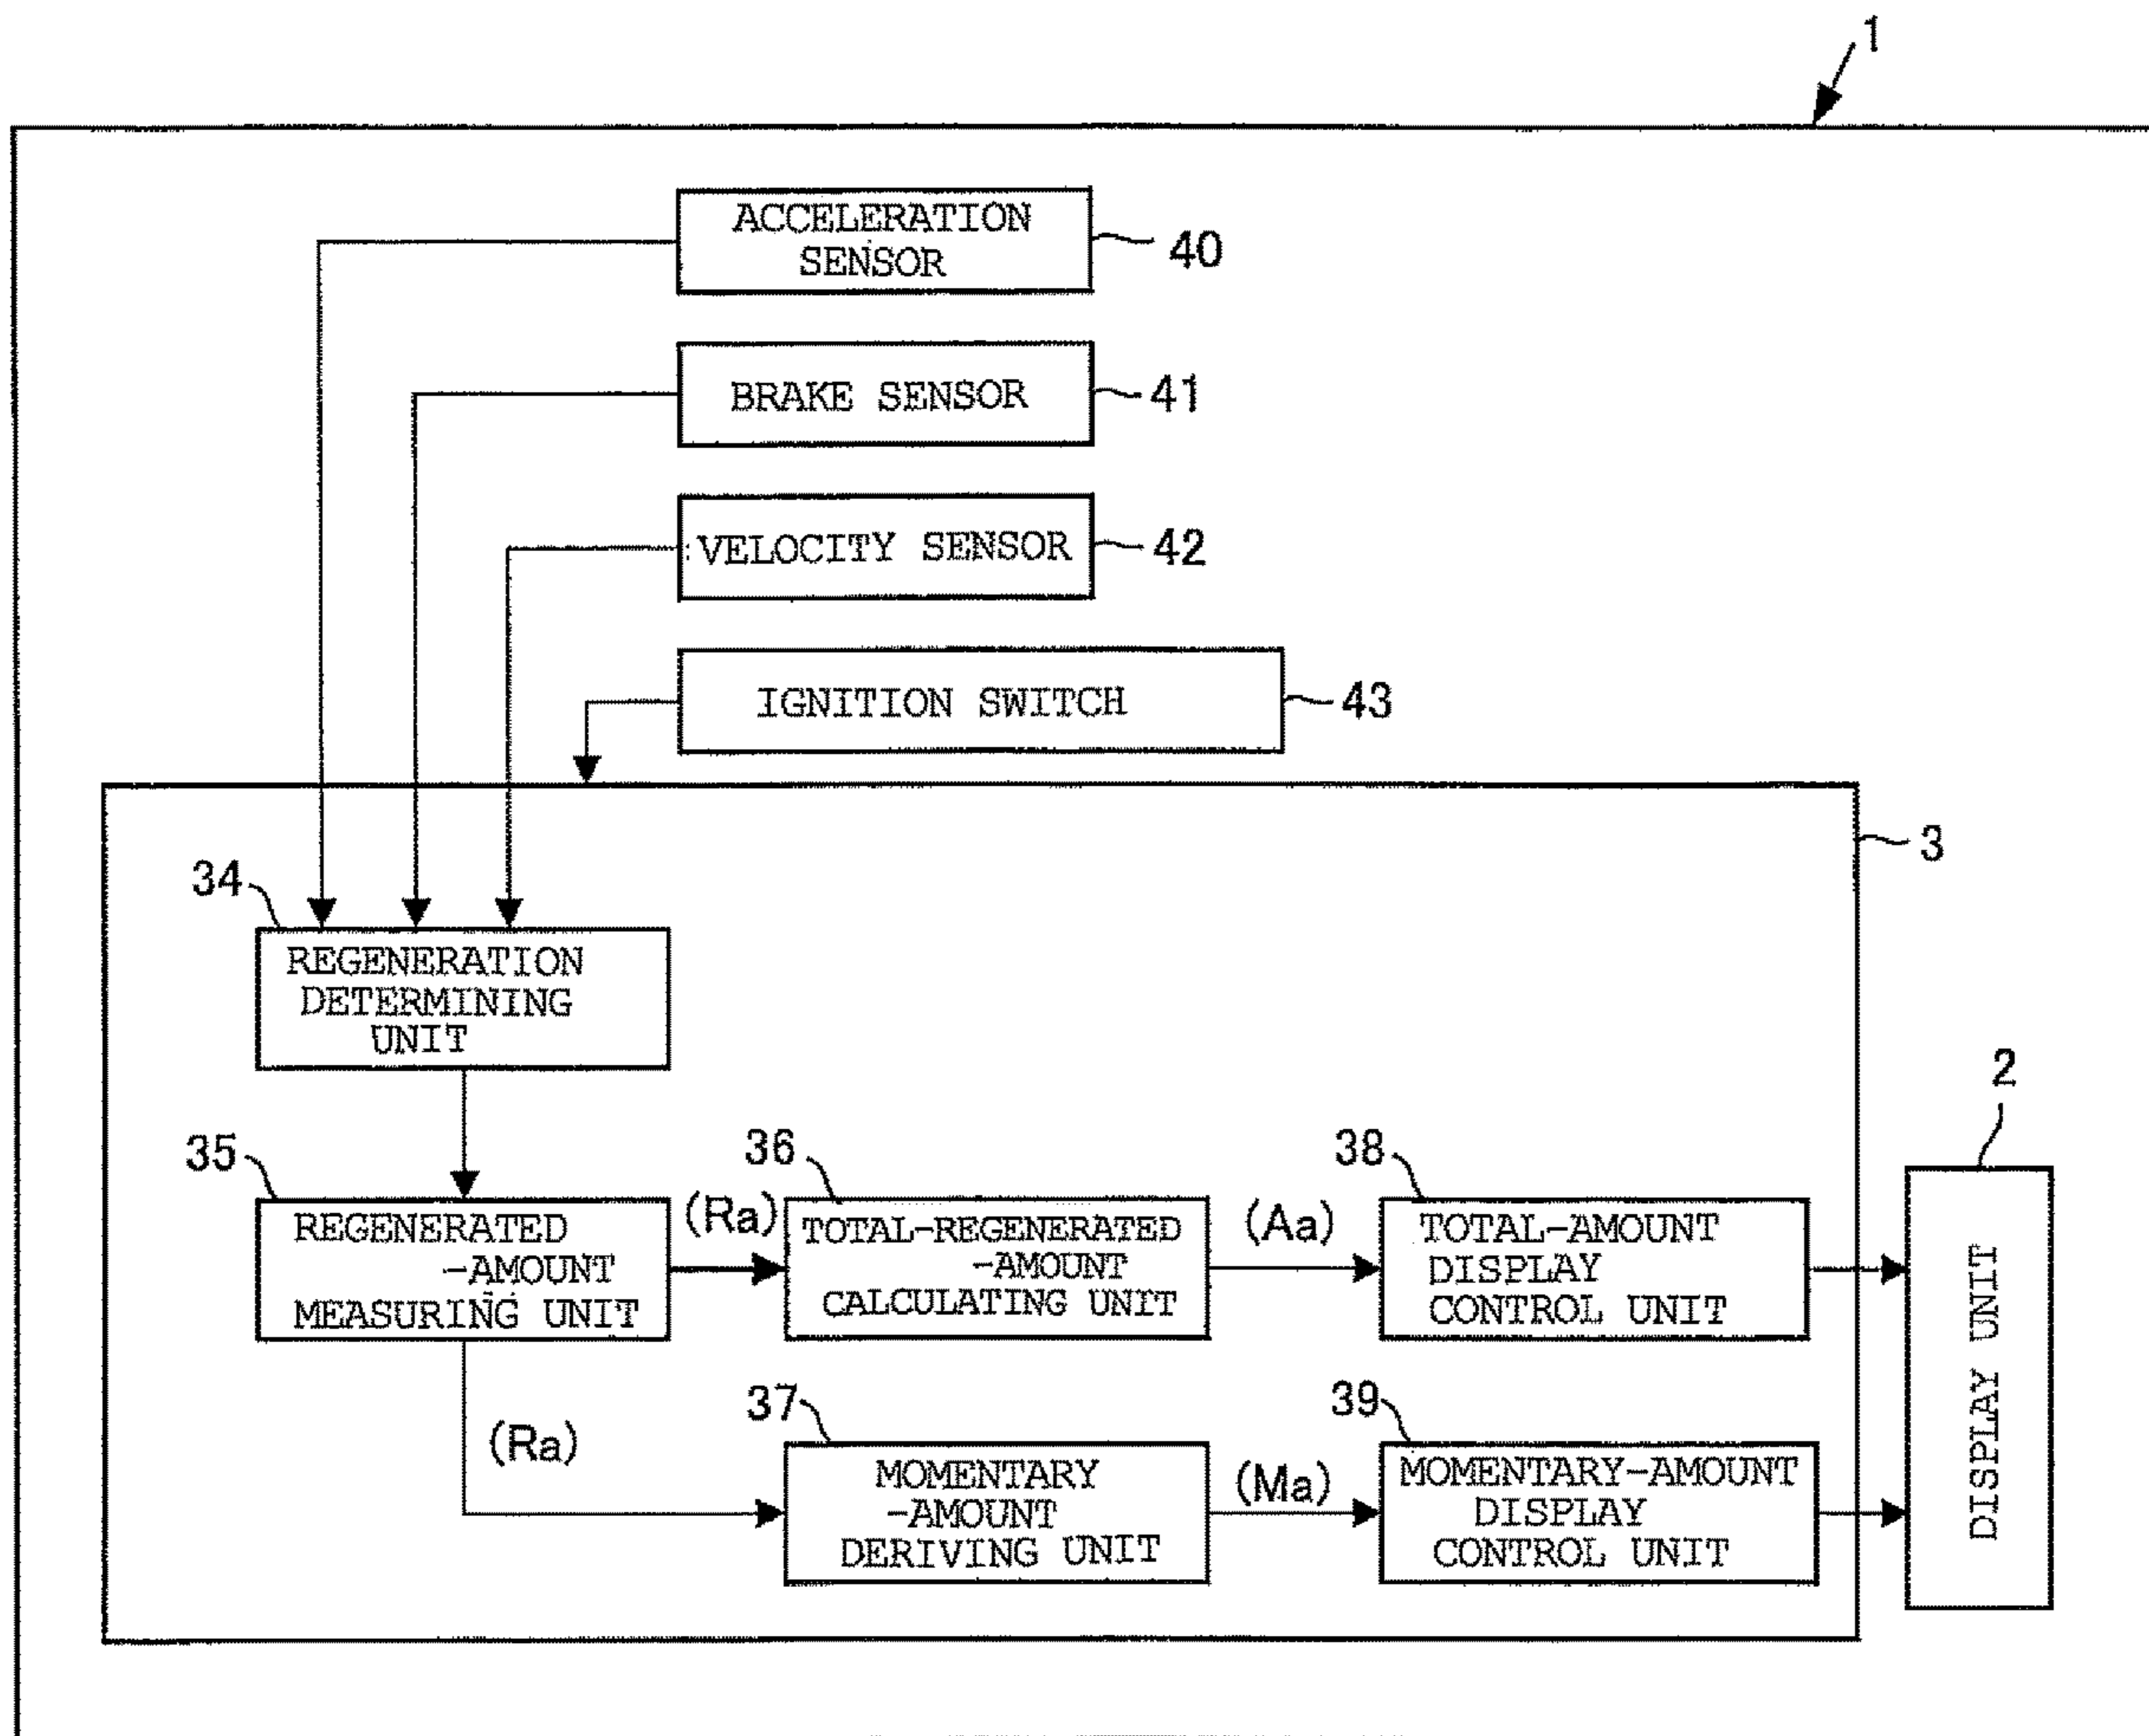 1
ACCELERATION
SENSOR
40
BRAKE SENSOR
41
VELOCITY SENSOR
42
IGNITION SWITCH
43
3
34
REGENERATION
DETERMINING
UNIT
2
35
REGENERATED
-AMOUNT
MEASURING UNIT
(Ra)
36
TOTAL-REGENERATED
-AMOUNT
CALCULATING UNIT
(Aa)
38
TOTAL-AMOUNT
DISPLAY
CONTROL UNIT
DISPLAY UNIT
(Ra)
37
MOMENTARY
-AMOUNT
DERIVING UNIT
(Ma)
39
MOMENTARY-AMOUNT
DISPLAY
CONTROL UNIT